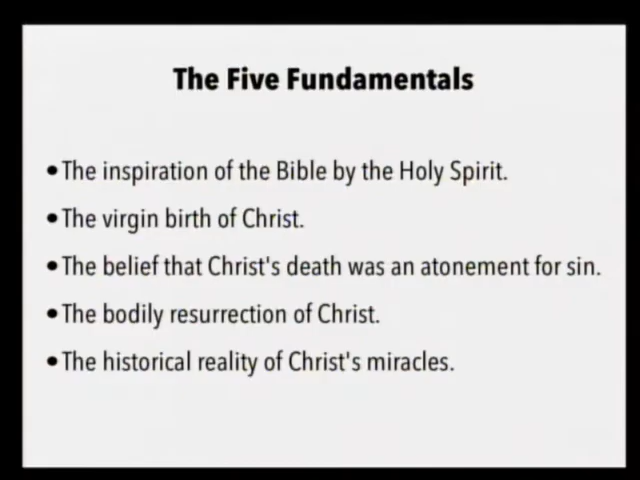 The Five Fundamentals
•The inspiration of the Bible by the Holy Spirit.
•The virgin birth of Christ.
•The belief that Christ's death was an atonement for sin.
•The bodily resurrection of Christ.
•The historical reality of Christ's miracles.